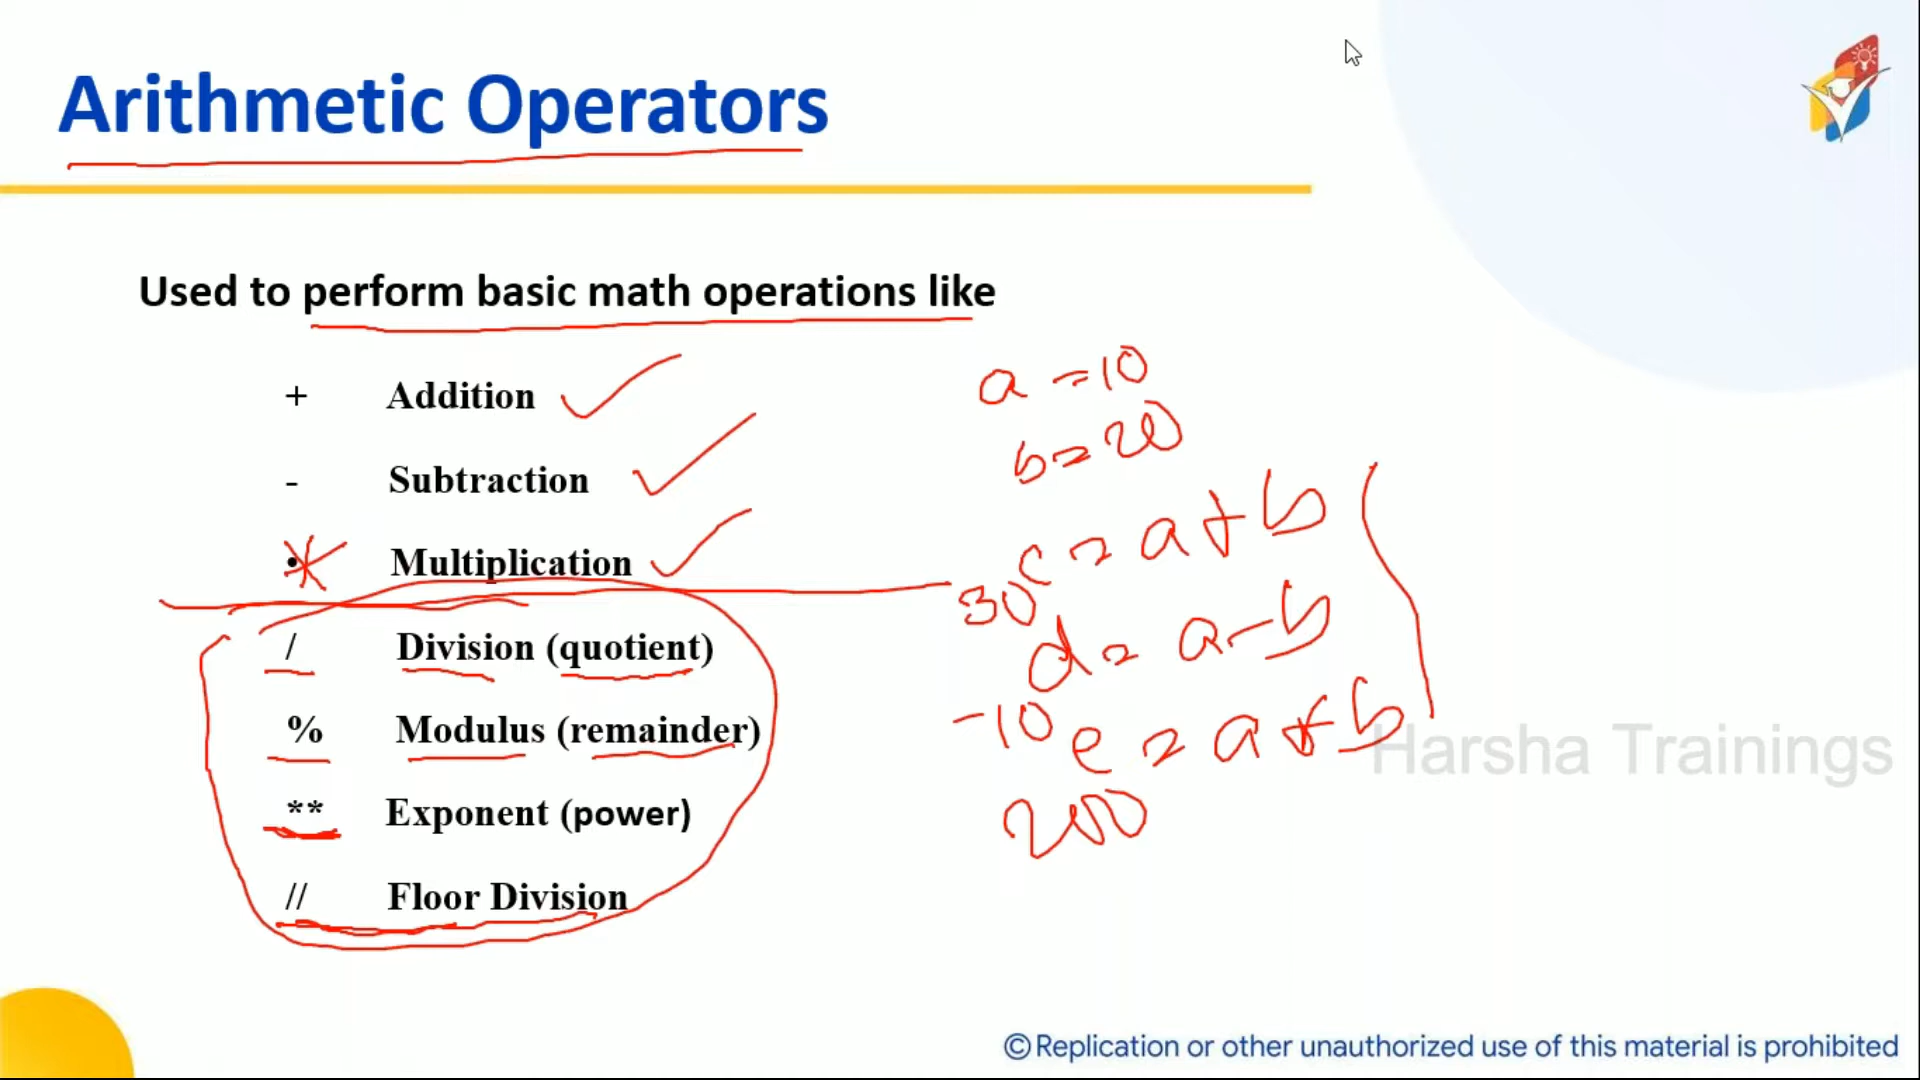 Arithmetic Operators
Used to perform basic math operations like
+ Addition
- Subtraction
* Multiplication
/ Division (quotient)
% Modulus (remainder)
** Exponent (power)
// Floor Division
a = 10
b = 20
c = a + b
30
d = a - b
-10
e = a * b
200
Harsha Trainings
© Replication or other unauthorized use of this material is prohibited